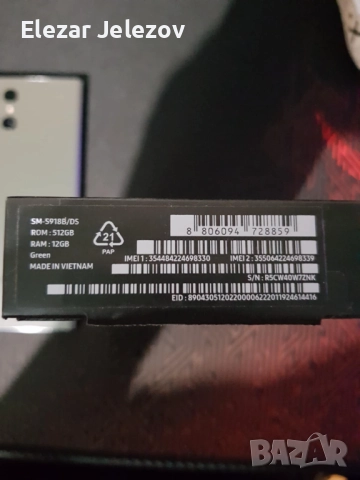 Elezar Jelezov
SM-S918B/DS
ROM : 512GB
RAM : 12GB
Green
MADE IN VIETNAM
21
PAP
8 806094 728859
IMEI 1 : 354484224698330
IMEI 2 : 355064224698339
S/N : R5CW40W7ZNK
EID : 89043051202200006222011924614416
BAZAR
bg